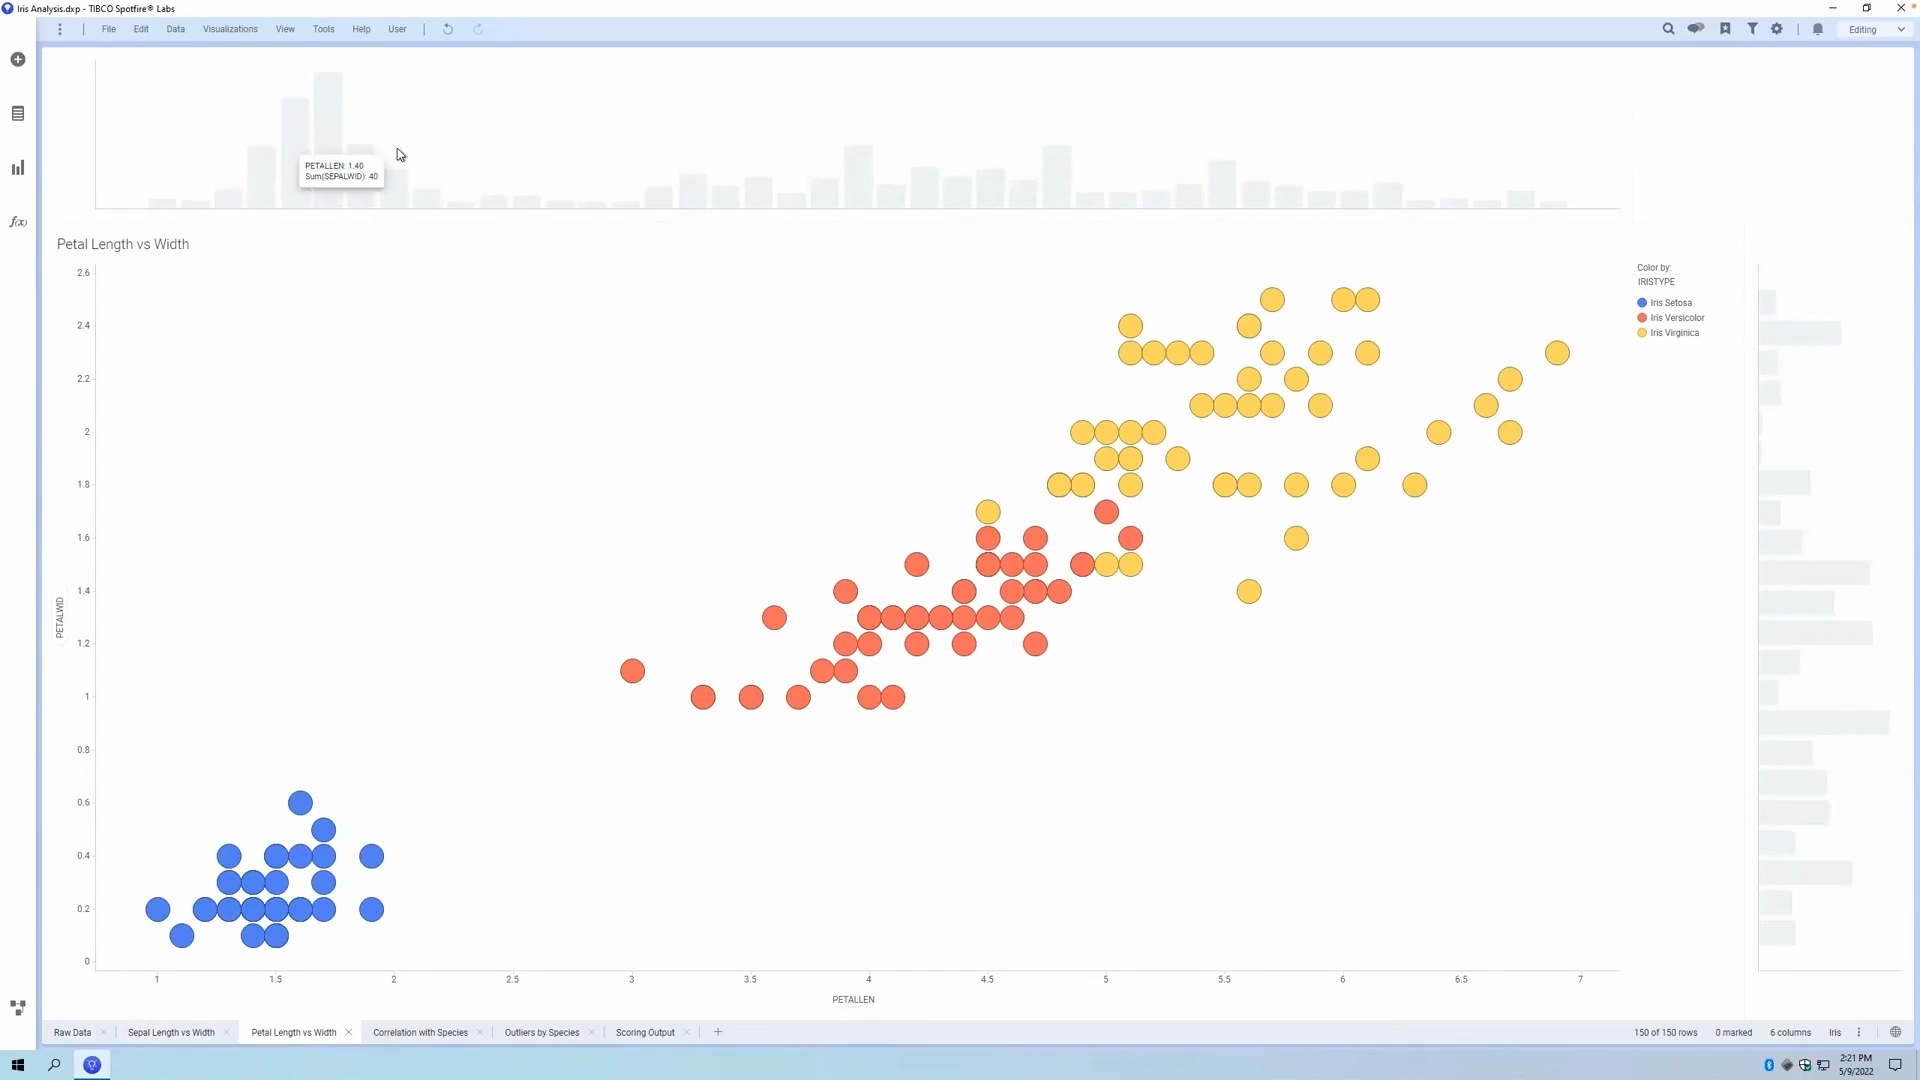 Iris Analysis.dxp - TIBCO Spotfire® Labs
File Edit Data Visualizations View Tools Help User
Editing
f(x)
PETALLEN: 1.40
Sum(SEPALWID): 40
Petal Length vs Width
Color by:
IRISTYPE
Iris Setosa
Iris Versicolor
Iris Virginica
2.6
2.4
2.2
2
1.8
1.6
1.4
1.2
1
0.8
0.6
0.4
0.2
0
PETALWID
1 1.5 2 2.5 3 3.5 4 4.5 5 5.5 6 6.5 7
PETALLEN
Raw Data Sepal Length vs Width Petal Length vs Width Correlation with Species Outliers by Species Scoring Output
150 of 150 rows 0 marked 6 columns Iris
2:21 PM
5/9/2022